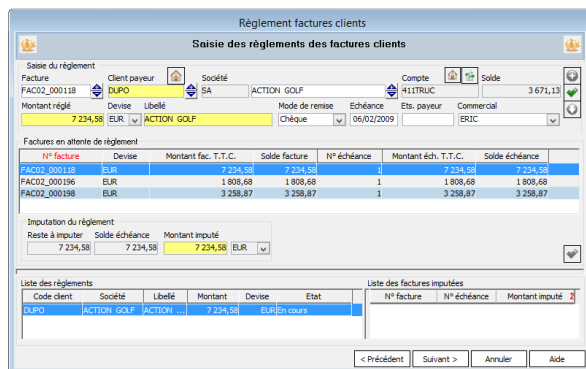 Règlement factures clients
Saisie des règlements des factures clients
Saisie du règlement
Facture Client payeur Société Compte Solde
FAC02_000118 DUPO SA ACTION GOLF 411TRUC 3 671,13
Montant réglé Devise Libellé Mode de remise Echéance Ets. payeur Commercial
7 234,58 EUR ACTION GOLF Chèque 06/02/2009 ERIC
Factures en attente de règlement
N° facture Devise Montant fac. T.T.C. Solde facture N° échéance Montant éch. T.T.C. Solde échéance
FAC02_000118 EUR 7 234,58 7 234,58 1 7 234,58 7 234,58
FAC02_000196 EUR 1 808,68 1 808,68 1 1 808,68 1 808,68
FAC02_000198 EUR 3 258,87 3 258,87 1 3 258,87 3 258,87
Imputation du règlement
Reste à imputer Solde échéance Montant imputé
7 234,58 7 234,58 7 234,58 EUR
Liste des règlements Liste des factures imputées
Code client Société Libellé Montant Devise Etat N° facture N° échéance Montant imputé 2
DUPO ACTION GOLF ACTION ... 7 234,58 EUR En cours
< Précédent Suivant > Annuler Aide